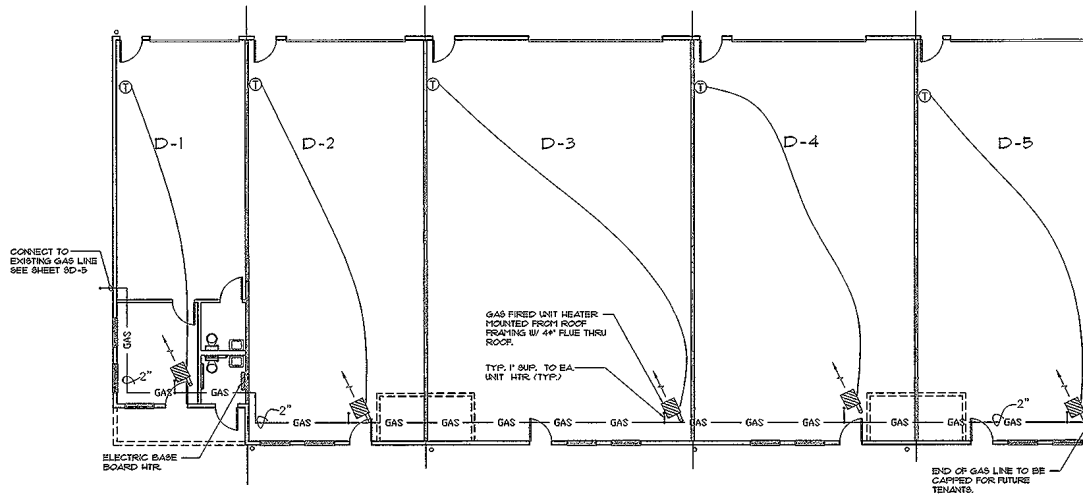 T
T
T
T
T
D-1
D-2
D-3
D-4
D-5
CONNECT TO
EXISTING GAS LINE
SEE SHEET SD-5
GAS FIRED UNIT HEATER
MOUNTED FROM ROOF
FRAMING W/ 4"ϕ FLUE THRU
ROOF.
TYP. 1" SUP. TO EA.
UNIT HTR. (TYP.)
GAS
2"
GAS
GAS
2"
GAS
GAS
GAS
GAS
GAS
GAS
GAS
GAS
GAS
GAS
GAS
2"
GAS
ELECTRIC BASE
BOARD HTR.
END OF GAS LINE TO BE
CAPPED FOR FUTURE
TENANTS.